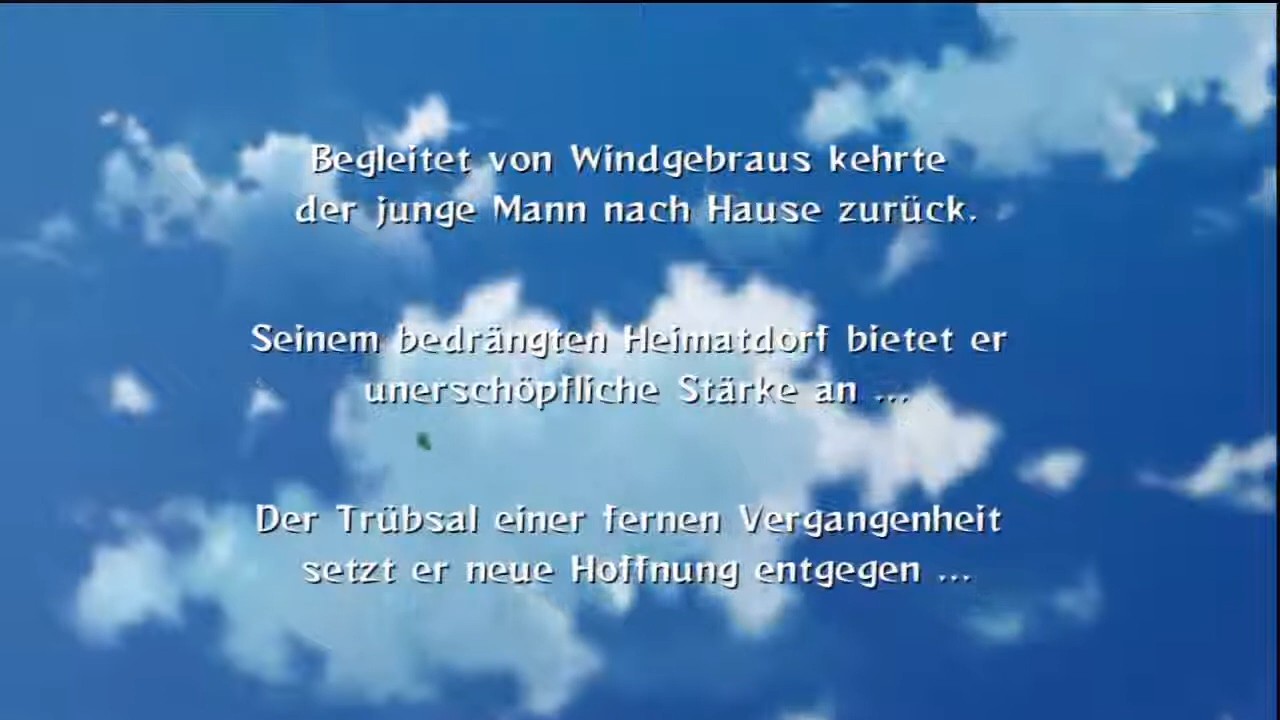 Begleitet von Windgebraus kehrte
der junge Mann nach Hause zurück.
Seinem bedrängten Heimatdorf bietet er
unerschöpfliche Stärke an ...
Der Trübsal einer fernen Vergangenheit
setzt er neue Hoffnung entgegen ...